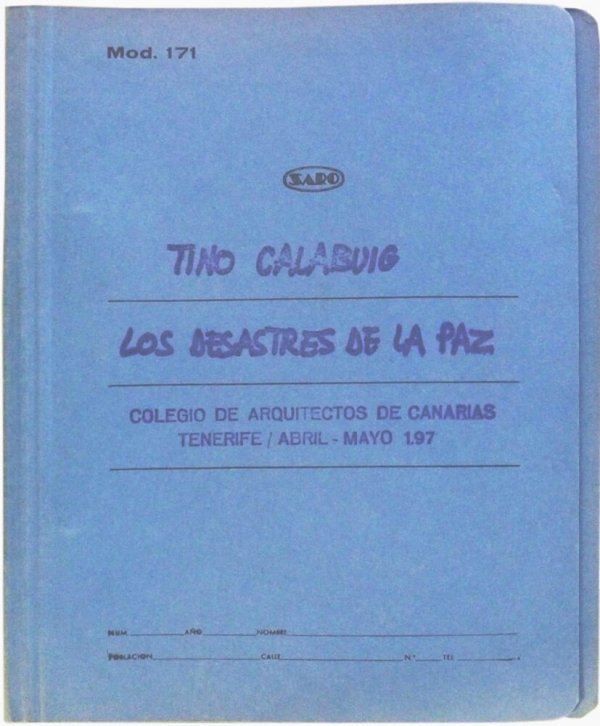 Mod. 171
SARO
TINO CALABUIG
LOS DESASTRES DE LA PAZ
COLEGIO DE ARQUITECTOS DE CANARIAS
TENERIFE / ABRIL - MAYO 1.97
NUM. AÑO NOMBRE
POBLACION CALLE N.º TEL.